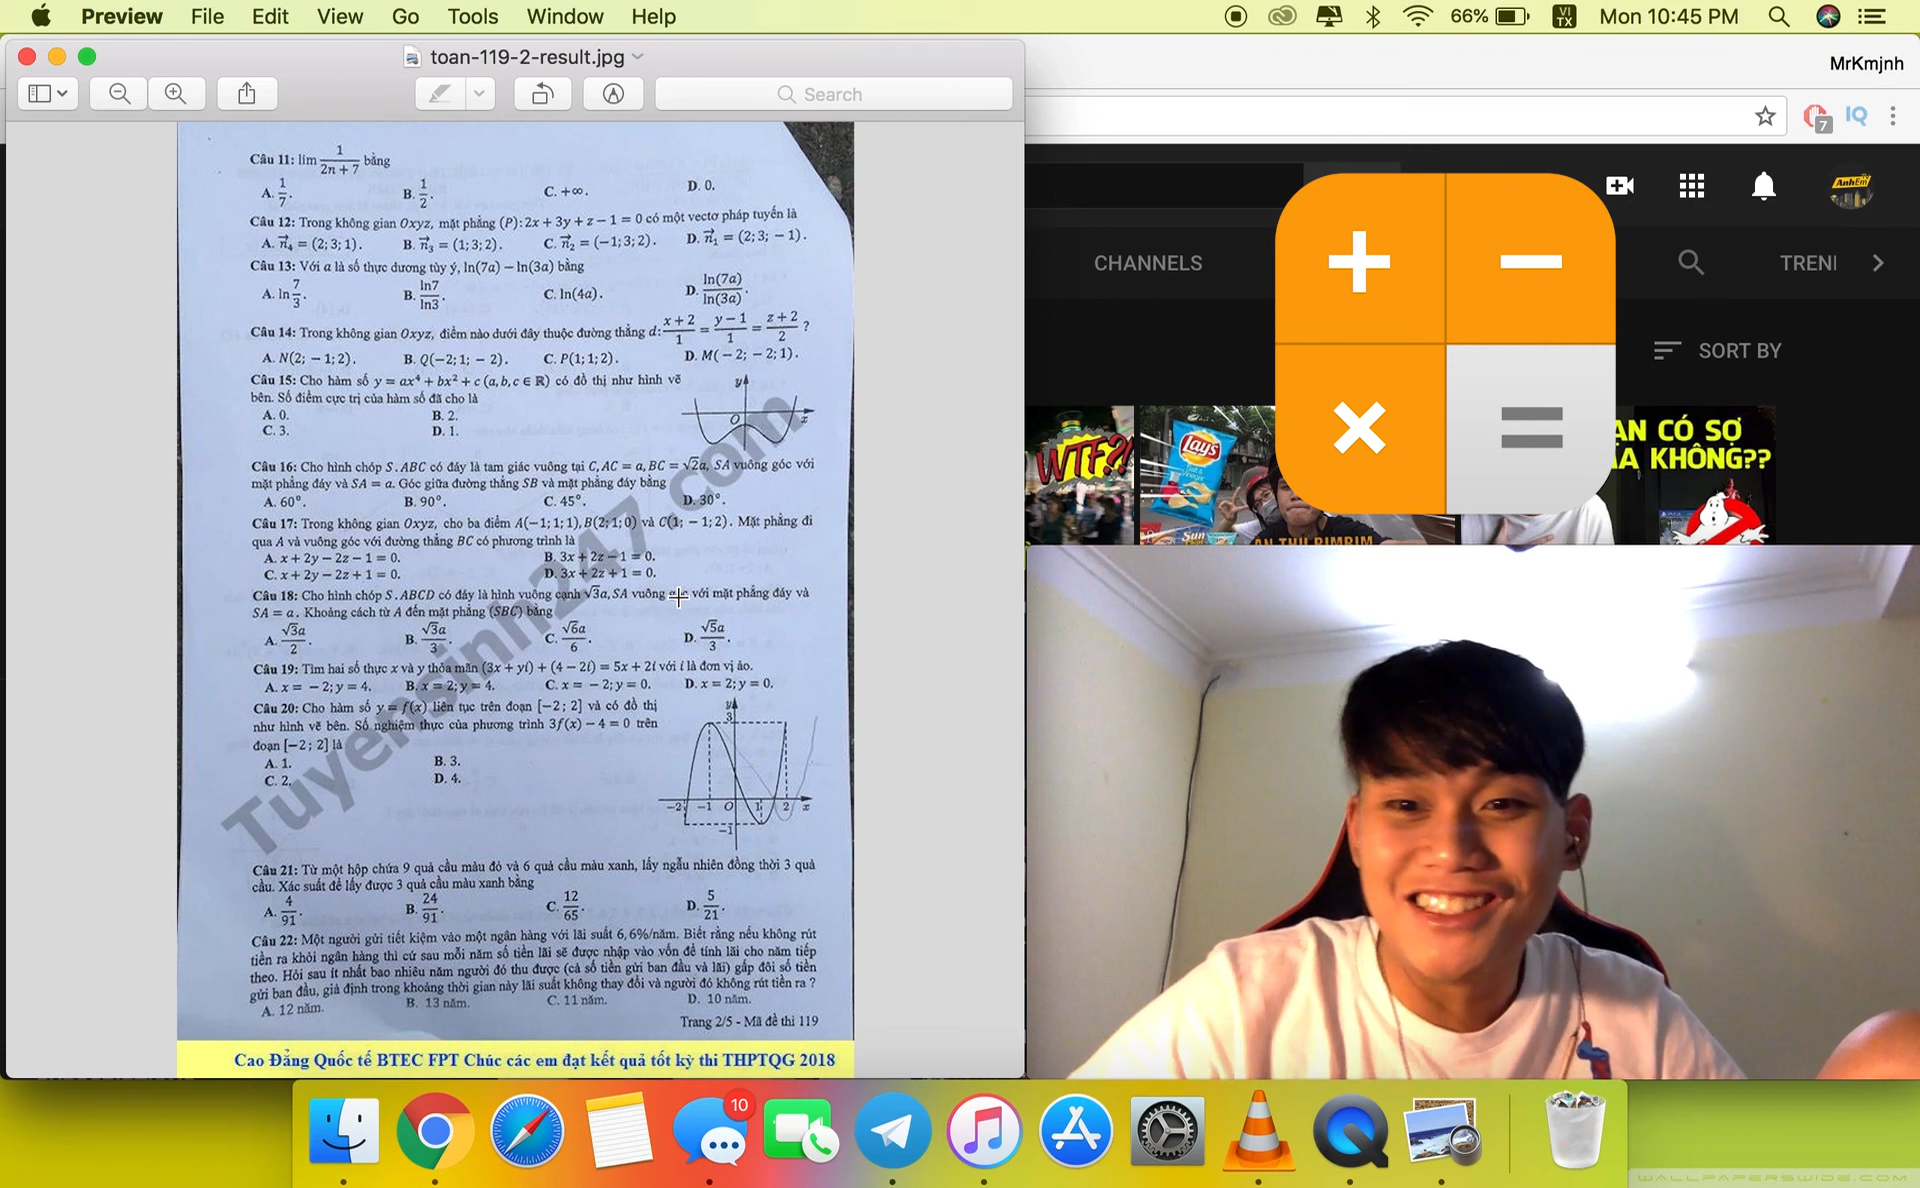 Preview File Edit View Go Tools Window Help
66% VI TX Mon 10:45 PM
toan-119-2-result.jpg
Search
MrKmjnh
7 IQ
AnhEm
CHANNELS
TREN
SORT BY
WTF?!
Lay's
Sun
AN THU BIMBIM
AN CÓ SỢ
A KHÔNG??
Câu 11: lim 1/(2n + 7) bằng
A. 1/7. B. 1/2. C. +∞. D. 0.
Câu 12: Trong không gian Oxyz, mặt phẳng (P): 2x + 3y + z − 1 = 0 có một vectơ pháp tuyến là
A. n⃗₄ = (2; 3; 1). B. n⃗₃ = (1; 3; 2). C. n⃗₂ = (−1; 3; 2). D. n⃗₁ = (2; 3; −1).
Câu 13: Với a là số thực dương tùy ý, ln(7a) − ln(3a) bằng
A. ln 7/3. B. ln7/ln3. C. ln(4a). D. ln(7a)/ln(3a).
Câu 14: Trong không gian Oxyz, điểm nào dưới đây thuộc đường thẳng d: (x + 2)/1 = (y − 1)/1 = (z + 2)/2 ?
A. N(2; −1; 2). B. Q(−2; 1; −2). C. P(1; 1; 2). D. M(−2; −2; 1).
Câu 15: Cho hàm số y = ax⁴ + bx² + c (a, b, c ∈ ℝ) có đồ thị như hình vẽ
bên. Số điểm cực trị của hàm số đã cho là
A. 0. B. 2.
C. 3. D. 1.
y
O
x
Câu 16: Cho hình chóp S.ABC có đáy là tam giác vuông tại C, AC = a, BC = √2a, SA vuông góc với
mặt phẳng đáy và SA = a. Góc giữa đường thẳng SB và mặt phẳng đáy bằng
A. 60°. B. 90°. C. 45°. D. 30°.
Câu 17: Trong không gian Oxyz, cho ba điểm A(−1; 1; 1), B(2; 1; 0) và C(1; −1; 2). Mặt phẳng đi
qua A và vuông góc với đường thẳng BC có phương trình là
A. x + 2y − 2z − 1 = 0. B. 3x + 2z − 1 = 0.
C. x + 2y − 2z + 1 = 0. D. 3x + 2z + 1 = 0.
Câu 18: Cho hình chóp S.ABCD có đáy là hình vuông cạnh √3a, SA vuông góc với mặt phẳng đáy và
SA = a. Khoảng cách từ A đến mặt phẳng (SBC) bằng
A. √3a/2. B. √3a/3. C. √6a/6. D. √5a/3.
Câu 19: Tìm hai số thực x và y thỏa mãn (3x + yi) + (4 − 2i) = 5x + 2i với i là đơn vị ảo.
A. x = −2; y = 4. B. x = 2; y = 4. C. x = −2; y = 0. D. x = 2; y = 0.
Câu 20: Cho hàm số y = f(x) liên tục trên đoạn [−2; 2] và có đồ thị
như hình vẽ bên. Số nghiệm thực của phương trình 3f(x) − 4 = 0 trên
đoạn [−2; 2] là
A. 1. B. 3.
C. 2. D. 4.
y
3
−2 −1 O 1 2 x
−1
Câu 21: Từ một hộp chứa 9 quả cầu màu đỏ và 6 quả cầu màu xanh, lấy ngẫu nhiên đồng thời 3 quả
cầu. Xác suất để lấy được 3 quả cầu màu xanh bằng
A. 4/91. B. 24/91. C. 12/65. D. 5/21.
Câu 22: Một người gửi tiết kiệm vào một ngân hàng với lãi suất 6,6%/năm. Biết rằng nếu không rút
tiền ra khỏi ngân hàng thì cứ sau mỗi năm số tiền lãi sẽ được nhập vào vốn để tính lãi cho năm tiếp
theo. Hỏi sau ít nhất bao nhiêu năm người đó thu được (cả số tiền gửi ban đầu và lãi) gấp đôi số tiền
gửi ban đầu, giả định trong khoảng thời gian này lãi suất không thay đổi và người đó không rút tiền ra ?
A. 12 năm. B. 13 năm. C. 11 năm. D. 10 năm.
Trang 2/5 - Mã đề thi 119
Tuyensinh247.com
Cao Đẳng Quốc tế BTEC FPT Chúc các em đạt kết quả tốt kỳ thi THPTQG 2018
10
WALLPAPERSWIDE.COM